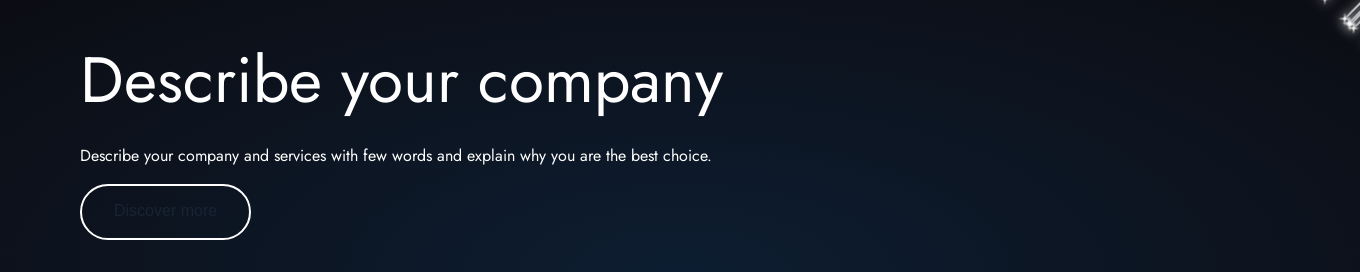 Describe your company
Describe your company and services with few words and explain why you are the best choice.
Discover more